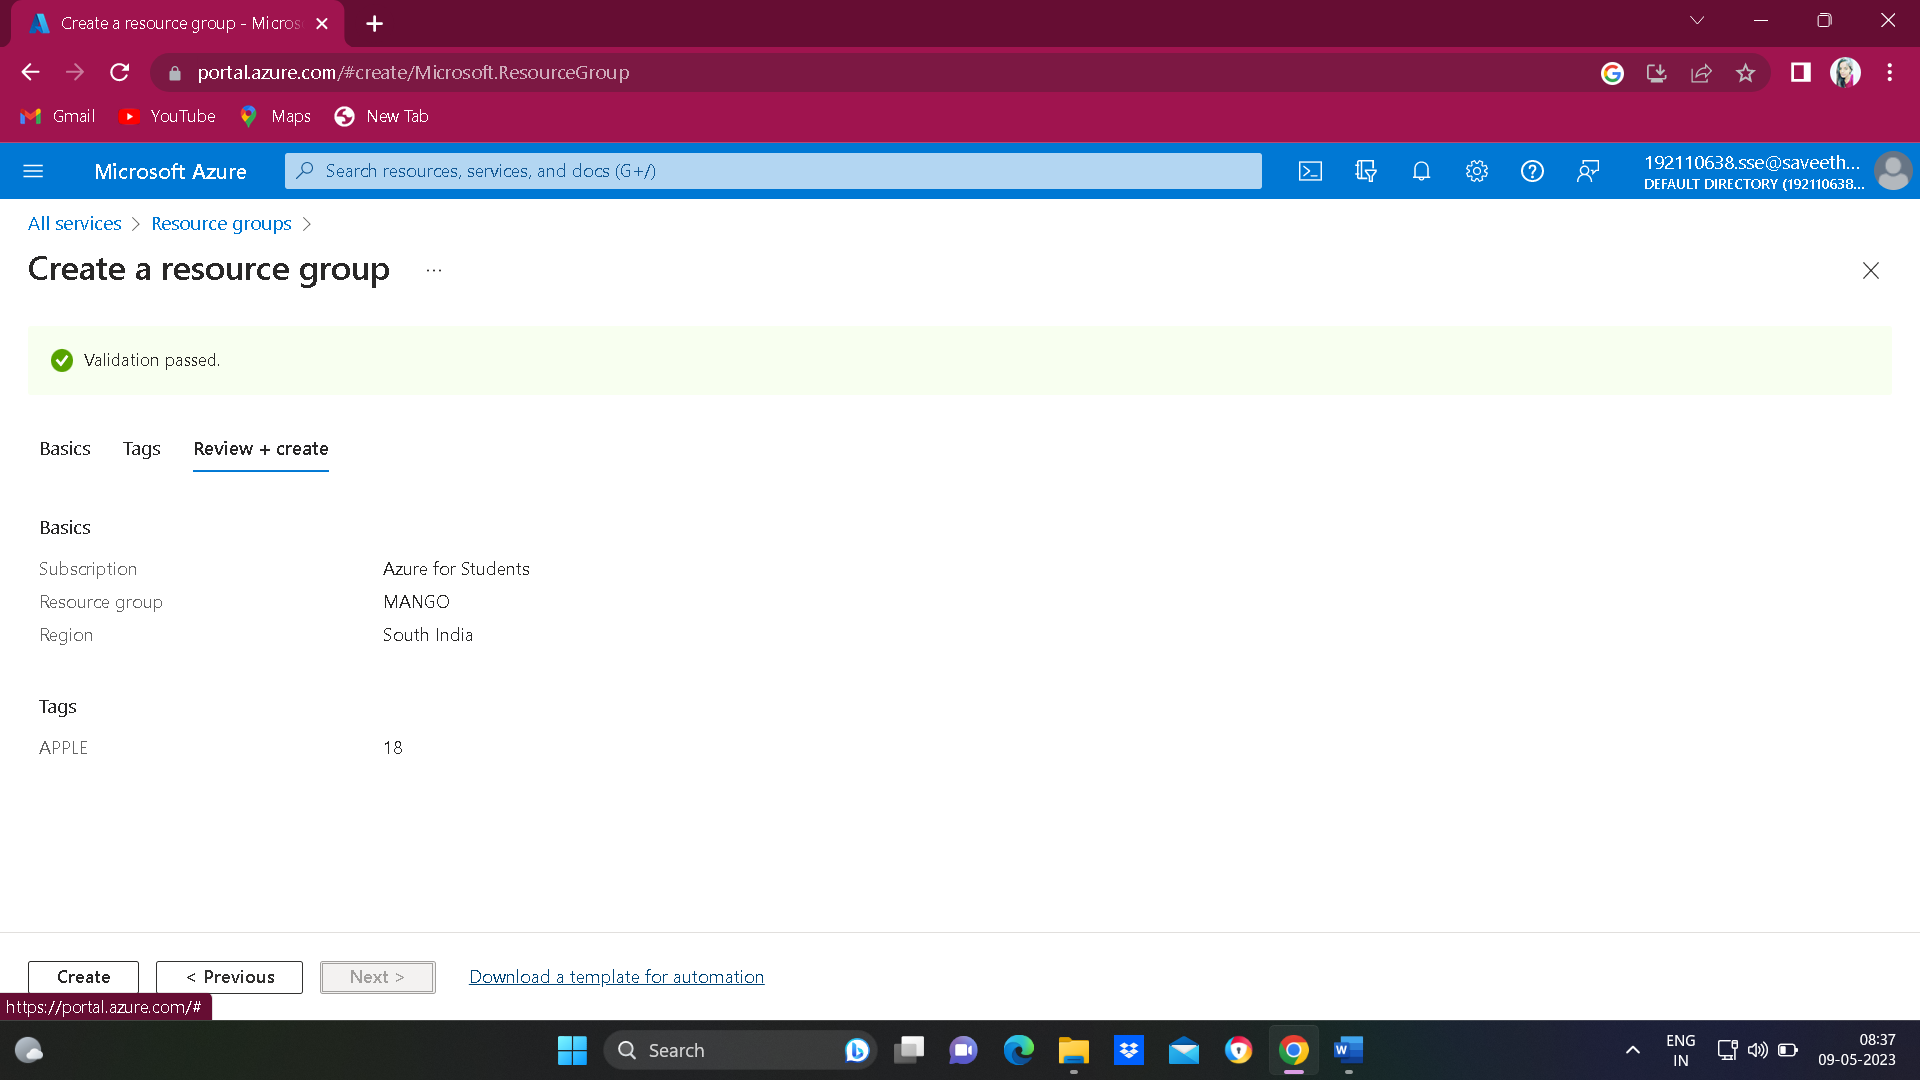 Create a resource group - Micros
portal.azure.com/#create/Microsoft.ResourceGroup
Gmail YouTube Maps New Tab
Microsoft Azure Search resources, services, and docs (G+/) 192110638.sse@saveeth...
DEFAULT DIRECTORY (192110638...
All services > Resource groups >
Create a resource group ...
Validation passed.
Basics Tags Review + create
Basics
Subscription Azure for Students
Resource group MANGO
Region South India
Tags
APPLE 18
Create < Previous Next > Download a template for automation
https://portal.azure.com/#
Search ENG 08:37
IN 09-05-2023